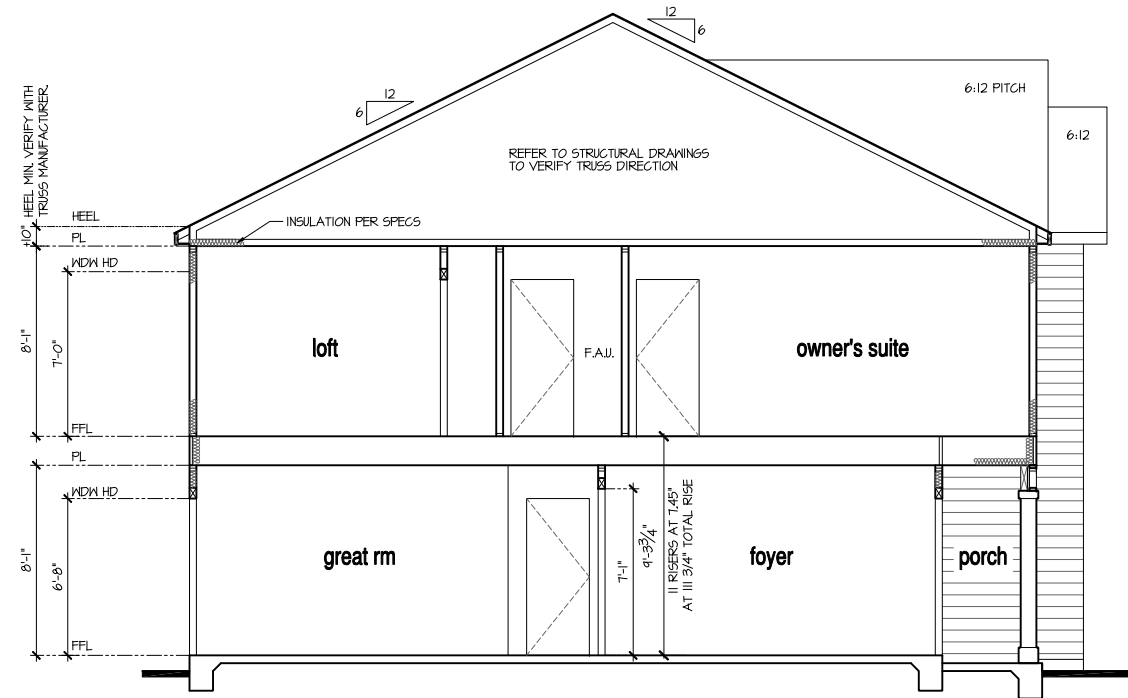 12
6
12
6
6:12 PITCH
6:12
REFER TO STRUCTURAL DRAWINGS
TO VERIFY TRUSS DIRECTION
+10" HEEL MIN. VERIFY WITH
TRUSS MANUFACTURER.
HEEL
INSULATION PER SPECS
PL
WDW HD
8'-1"
7'-0"
loft
F.A.U.
owner's suite
FFL
PL
WDW HD
8'-1"
6'-8"
great rm
7'-1"
9'-3 3/4"
11 RISERS AT 7.45"
AT 111 3/4" TOTAL RISE
foyer
porch
FFL